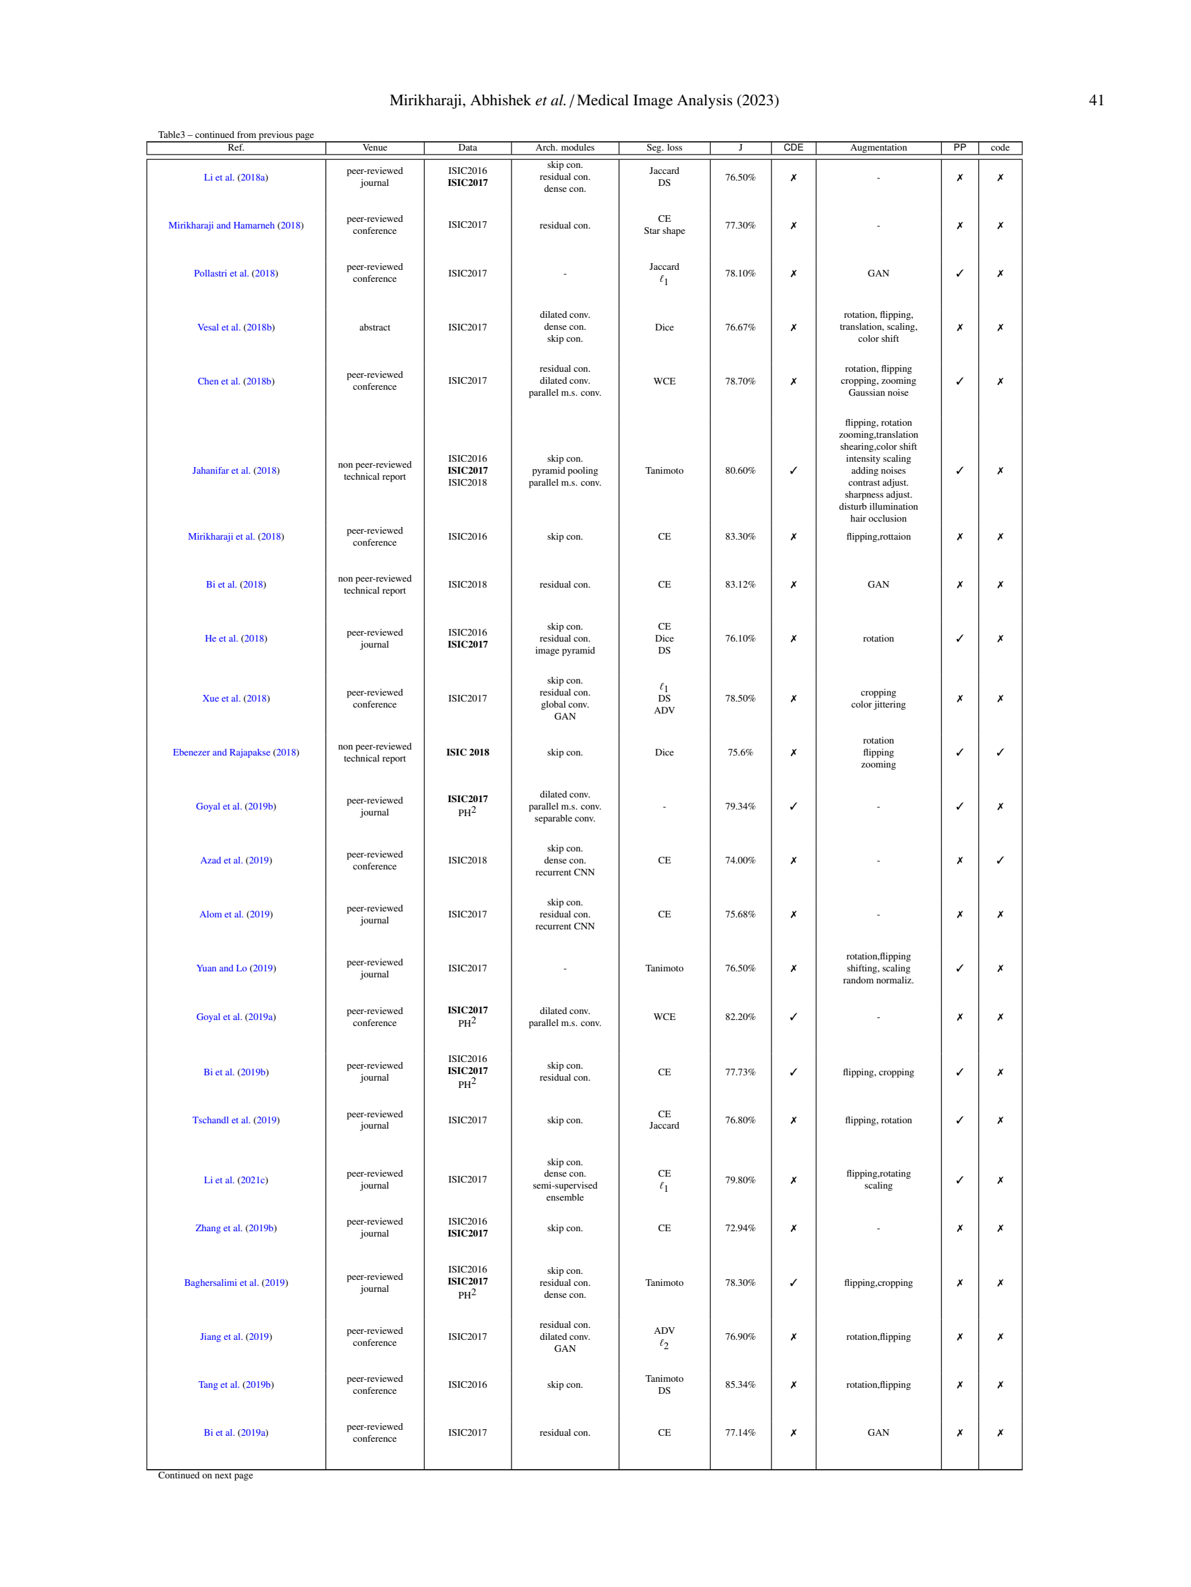 Mirikharaji, Abhishek et al. / Medical Image Analysis (2023) 41
Table3 – continued from previous page
Ref. Venue Data Arch. modules Seg. loss J CDE Augmentation PP code
Li et al. (2018a) peer-reviewed journal ISIC2016 ISIC2017 skip con. residual con. dense con. Jaccard DS 76.50% ✗ - ✗ ✗
Mirikharaji and Hamarneh (2018) peer-reviewed conference ISIC2017 residual con. CE Star shape 77.30% ✗ - ✗ ✗
Pollastri et al. (2018) peer-reviewed conference ISIC2017 - Jaccard ℓ1 78.10% ✗ GAN ✓ ✗
Vesal et al. (2018b) abstract ISIC2017 dilated conv. dense con. skip con. Dice 76.67% ✗ rotation, flipping, translation, scaling, color shift ✗ ✗
Chen et al. (2018b) peer-reviewed conference ISIC2017 residual con. dilated conv. parallel m.s. conv. WCE 78.70% ✗ rotation, flipping cropping, zooming Gaussian noise ✓ ✗
Jahanifar et al. (2018) non peer-reviewed technical report ISIC2016 ISIC2017 ISIC2018 skip con. pyramid pooling parallel m.s. conv. Tanimoto 80.60% ✓ flipping, rotation zooming,translation shearing,color shift intensity scaling adding noises contrast adjust. sharpness adjust. disturb illumination hair occlusion ✓ ✗
Mirikharaji et al. (2018) peer-reviewed conference ISIC2016 skip con. CE 83.30% ✗ flipping,rottaion ✗ ✗
Bi et al. (2018) non peer-reviewed technical report ISIC2018 residual con. CE 83.12% ✗ GAN ✗ ✗
He et al. (2018) peer-reviewed journal ISIC2016 ISIC2017 skip con. residual con. image pyramid CE Dice DS 76.10% ✗ rotation ✓ ✗
Xue et al. (2018) peer-reviewed conference ISIC2017 skip con. residual con. global conv. GAN ℓ1 DS ADV 78.50% ✗ cropping color jittering ✗ ✗
Ebenezer and Rajapakse (2018) non peer-reviewed technical report ISIC 2018 skip con. Dice 75.6% ✗ rotation flipping zooming ✓ ✓
Goyal et al. (2019b) peer-reviewed journal ISIC2017 PH2 dilated conv. parallel m.s. conv. separable conv. - 79.34% ✓ - ✓ ✗
Azad et al. (2019) peer-reviewed conference ISIC2018 skip con. dense con. recurrent CNN CE 74.00% ✗ - ✗ ✓
Alom et al. (2019) peer-reviewed journal ISIC2017 skip con. residual con. recurrent CNN CE 75.68% ✗ - ✗ ✗
Yuan and Lo (2019) peer-reviewed journal ISIC2017 - Tanimoto 76.50% ✗ rotation,flipping shifting, scaling random normaliz. ✓ ✗
Goyal et al. (2019a) peer-reviewed conference ISIC2017 PH2 dilated conv. parallel m.s. conv. WCE 82.20% ✓ - ✗ ✗
Bi et al. (2019b) peer-reviewed journal ISIC2016 ISIC2017 PH2 skip con. residual con. CE 77.73% ✓ flipping, cropping ✓ ✗
Tschandl et al. (2019) peer-reviewed journal ISIC2017 skip con. CE Jaccard 76.80% ✗ flipping, rotation ✓ ✗
Li et al. (2021c) peer-reviewed journal ISIC2017 skip con. dense con. semi-supervised ensemble CE ℓ1 79.80% ✗ flipping,rotating scaling ✓ ✗
Zhang et al. (2019b) peer-reviewed journal ISIC2016 ISIC2017 skip con. CE 72.94% ✗ - ✗ ✗
Baghersalimi et al. (2019) peer-reviewed journal ISIC2016 ISIC2017 PH2 skip con. residual con. dense con. Tanimoto 78.30% ✓ flipping,cropping ✗ ✗
Jiang et al. (2019) peer-reviewed conference ISIC2017 residual con. dilated conv. GAN ADV ℓ2 76.90% ✗ rotation,flipping ✗ ✗
Tang et al. (2019b) peer-reviewed conference ISIC2016 skip con. Tanimoto DS 85.34% ✗ rotation,flipping ✗ ✗
Bi et al. (2019a) peer-reviewed conference ISIC2017 residual con. CE 77.14% ✗ GAN ✗ ✗
Continued on next page